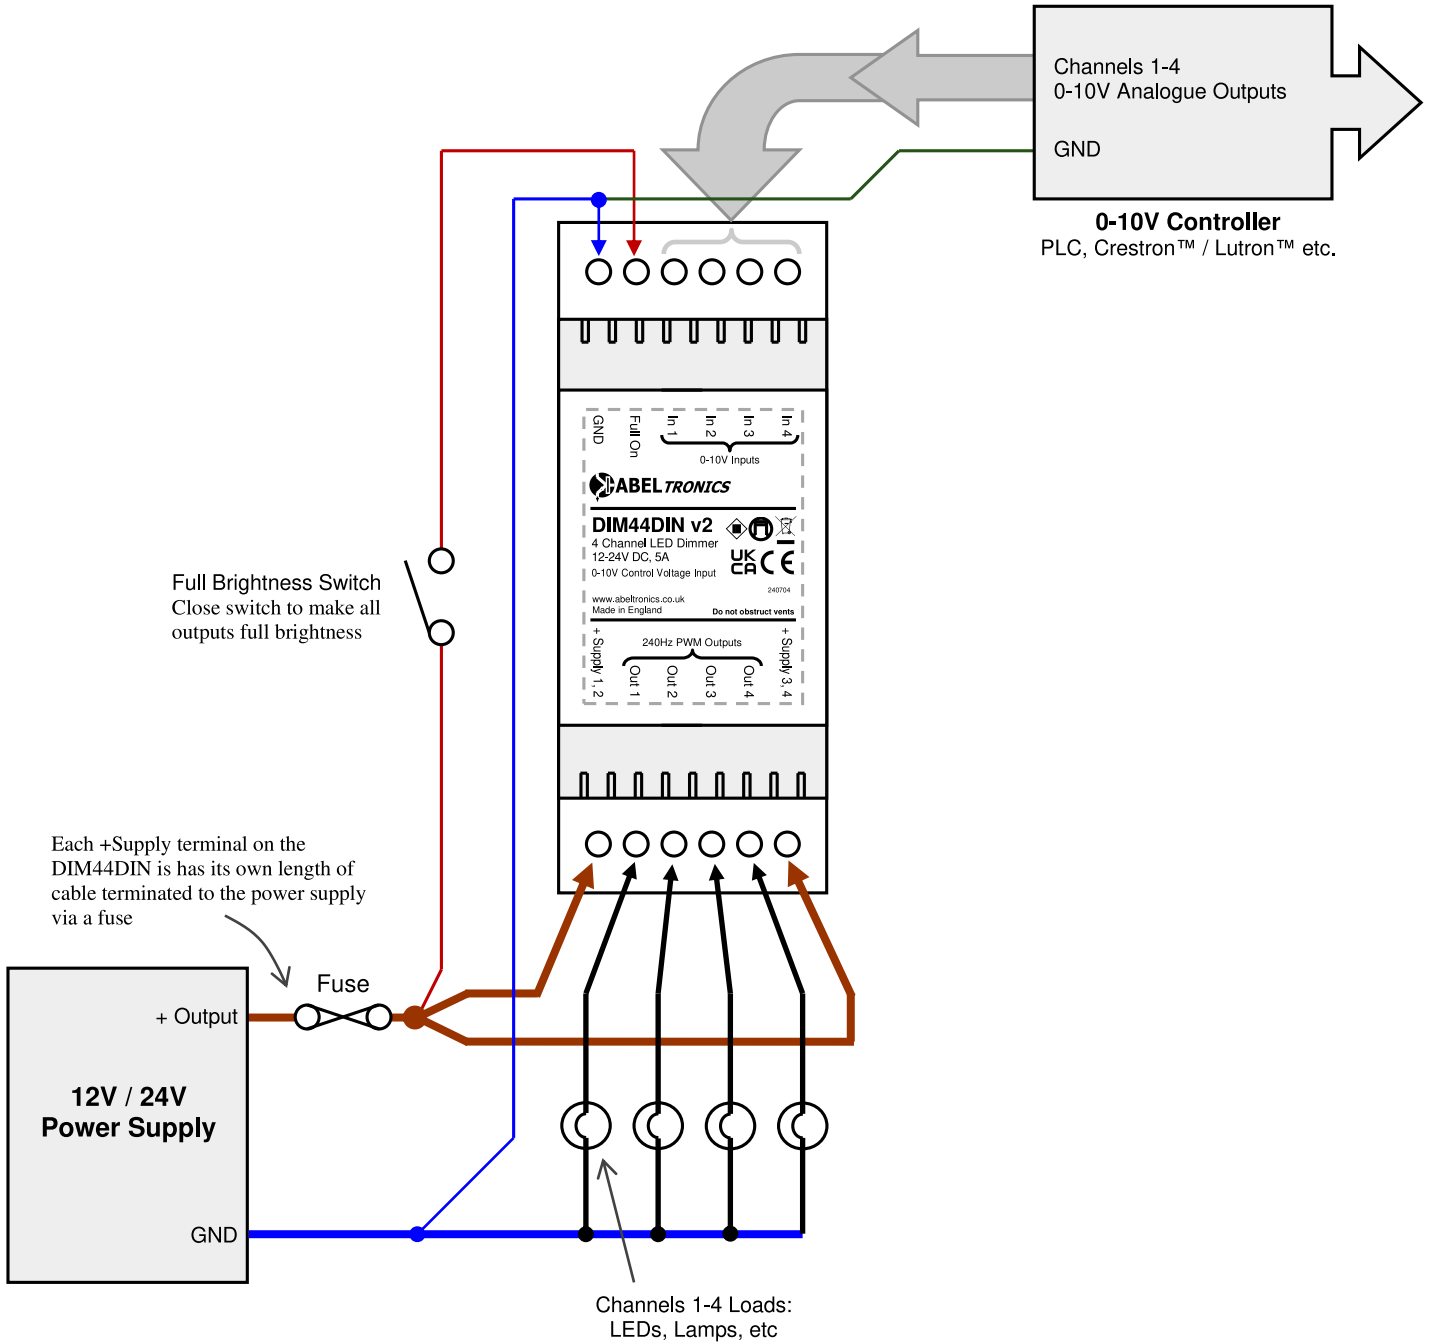 Channels 1-4
0-10V Analogue Outputs
GND
0-10V Controller
PLC, Crestron™ / Lutron™ etc.
GND
Full On
In 1
In 2
In 3
In 4
0-10V Inputs
ABELTRONICS
DIM44DIN v2
4 Channel LED Dimmer
12-24V DC, 5A
0-10V Control Voltage Input
UK
CA
CE
240704
www.abeltronics.co.uk
Made in England
Do not obstruct vents
+ Supply 1, 2
240Hz PWM Outputs
Out 1
Out 2
Out 3
Out 4
+ Supply 3, 4
Full Brightness Switch
Close switch to make all
outputs full brightness
Each +Supply terminal on the
DIM44DIN is has its own length of
cable terminated to the power supply
via a fuse
Fuse
+ Output
12V / 24V
Power Supply
GND
Channels 1-4 Loads:
LEDs, Lamps, etc